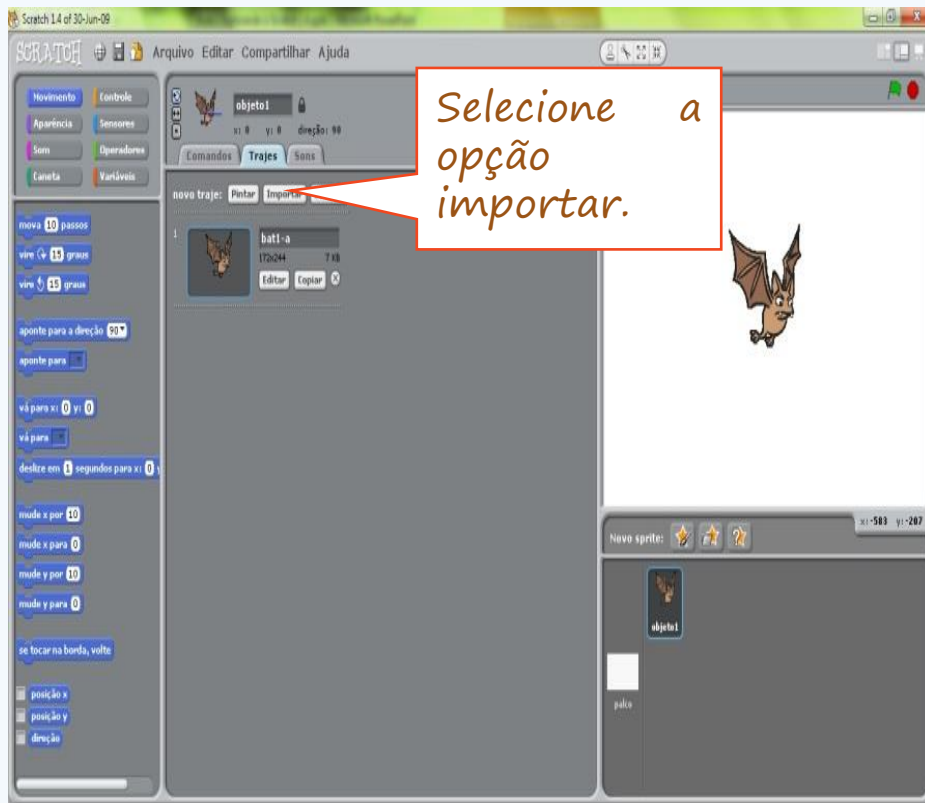 Scratch 1.4 of 30-Jun-09
SCRATCH
Arquivo Editar Compartilhar Ajuda
Movimento Controle
Aparência Sensores
Som Operadores
Caneta Variáveis
objeto1
x: 0 y: 0 direção: 90
Comandos Trajes Sons
novo traje: Pintar Importar
1
bat1-a
172x244 7 KB
Editar Copiar
Selecione a
opção
importar.
mova 10 passos
vire 15 graus
vire 15 graus
aponte para a direção 90
aponte para
vá para x: 0 y: 0
vá para
deslize em 1 segundos para x: 0 y
mude x por 10
mude x para 0
mude y por 10
mude y para 0
se tocar na borda, volte
posição x
posição y
direção
x: -503 y: -207
Novo sprite:
objeto1
palco